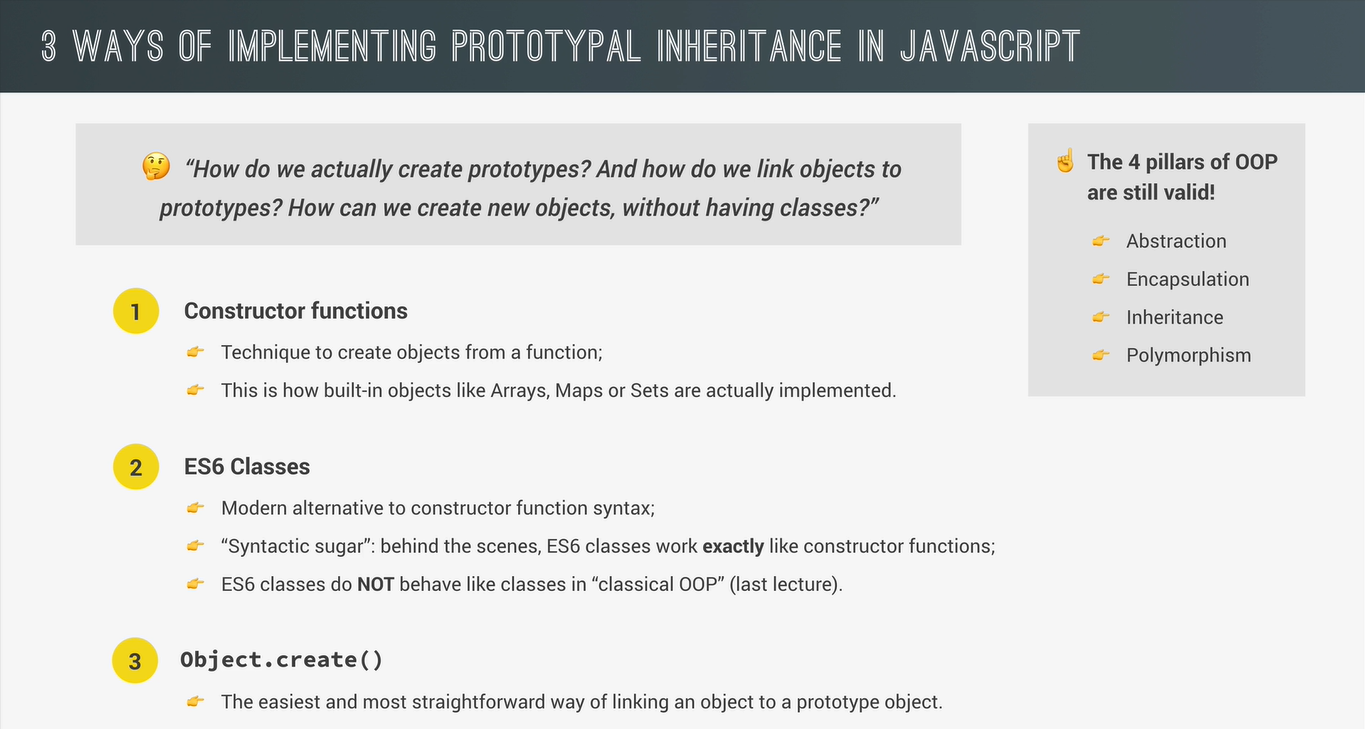 3 WAYS OF IMPLEMENTING PROTOTYPAL INHERITANCE IN JAVASCRIPT
“How do we actually create prototypes? And how do we link objects to
prototypes? How can we create new objects, without having classes?”
The 4 pillars of OOP
are still valid!
Abstraction
Encapsulation
Inheritance
Polymorphism
1 Constructor functions
Technique to create objects from a function;
This is how built-in objects like Arrays, Maps or Sets are actually implemented.
2 ES6 Classes
Modern alternative to constructor function syntax;
“Syntactic sugar”: behind the scenes, ES6 classes work exactly like constructor functions;
ES6 classes do NOT behave like classes in “classical OOP” (last lecture).
3 Object.create()
The easiest and most straightforward way of linking an object to a prototype object.